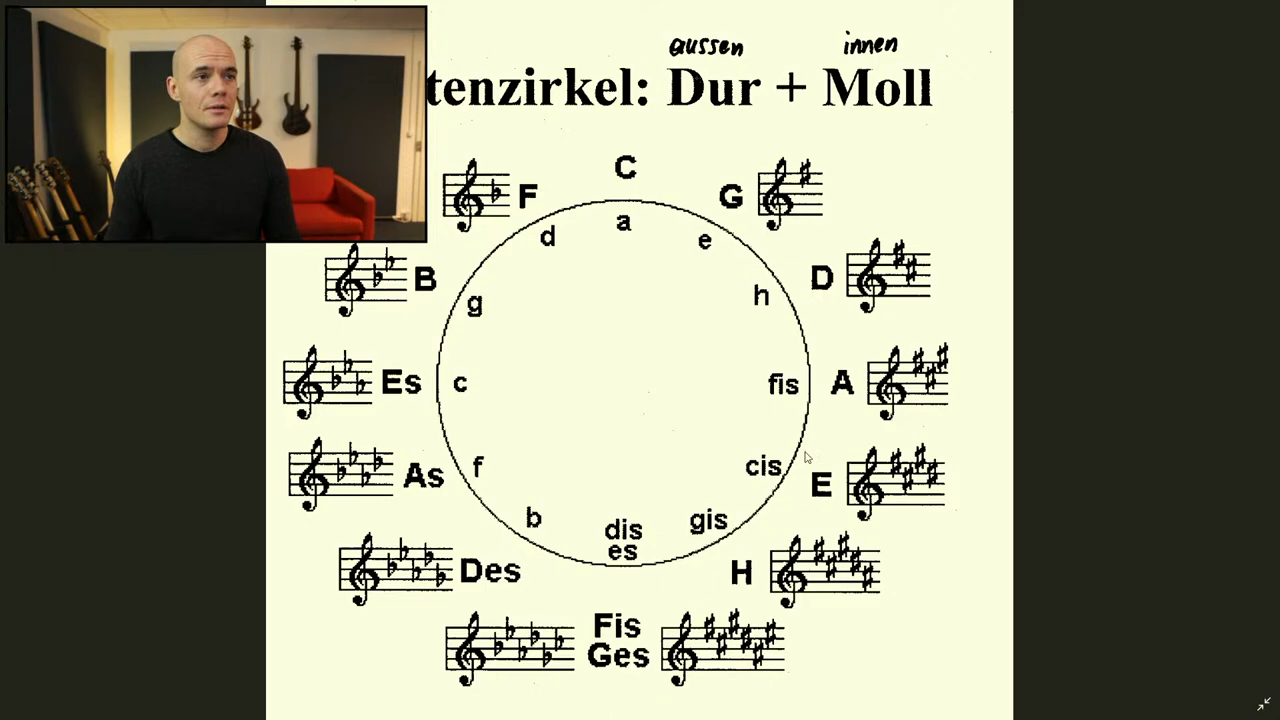 aussen innen
tenzirkel: Dur + Moll
C
F G
d a e
B D
g h
Es c fis A
As f cis E
b gis
dis
es
Des H
Fis
Ges